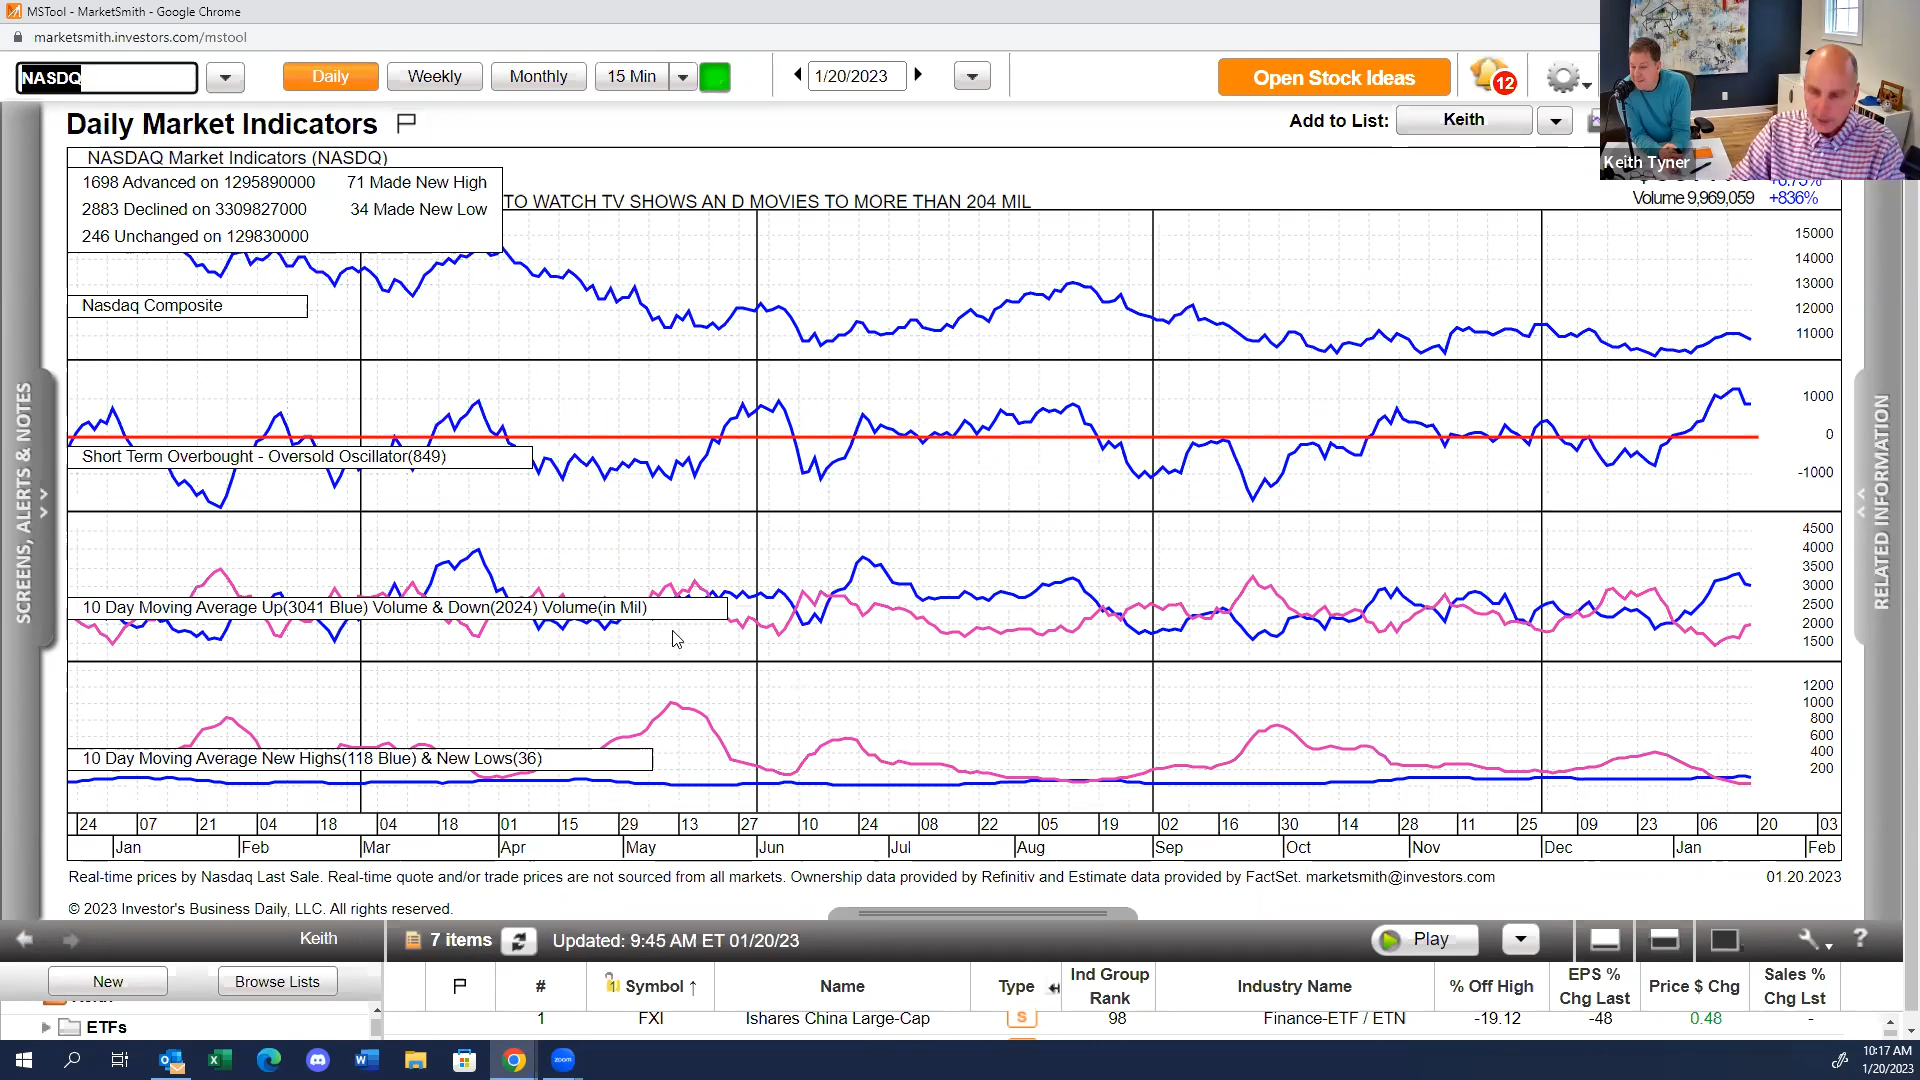 MSTool - MarketSmith - Google Chrome
marketsmith.investors.com/mstool
NASDQ
Daily
Weekly
Monthly
15 Min
1/20/2023
Open Stock Ideas
12
Daily Market Indicators
Add to List:
Keith
Keith Tyner
NASDAQ Market Indicators (NASDQ)
1698 Advanced on 1295890000 71 Made New High
2883 Declined on 3309827000 34 Made New Low
246 Unchanged on 129830000
TO WATCH TV SHOWS AN D MOVIES TO MORE THAN 204 MIL
Volume 9,969,059 +836%
15000
14000
13000
12000
11000
Nasdaq Composite
1000
0
-1000
Short Term Overbought - Oversold Oscillator(849)
4500
4000
3500
3000
2500
2000
1500
10 Day Moving Average Up(3041 Blue) Volume & Down(2024) Volume(in Mil)
1200
1000
800
600
400
200
10 Day Moving Average New Highs(118 Blue) & New Lows(36)
24 07 21 04 18 04 18 01 15 29 13 27 10 24 08 22 05 19 02 16 30 14 28 11 25 09 23 06 20 03
Jan Feb Mar Apr May Jun Jul Aug Sep Oct Nov Dec Jan Feb
Real-time prices by Nasdaq Last Sale. Real-time quote and/or trade prices are not sourced from all markets. Ownership data provided by Refinitiv and Estimate data provided by FactSet. marketsmith@investors.com
01.20.2023
© 2023 Investor's Business Daily, LLC. All rights reserved.
SCREENS, ALERTS & NOTES
RELATED INFORMATION
Keith
7 items
Updated: 9:45 AM ET 01/20/23
Play
?
New
Browse Lists
ETFs
# Symbol Name Type Ind Group Rank Industry Name % Off High EPS % Chg Last Price $ Chg Sales % Chg Lst
1 FXI Ishares China Large-Cap S 98 Finance-ETF / ETN -19.12 -48 0.48 -
zoom
10:17 AM
1/20/2023